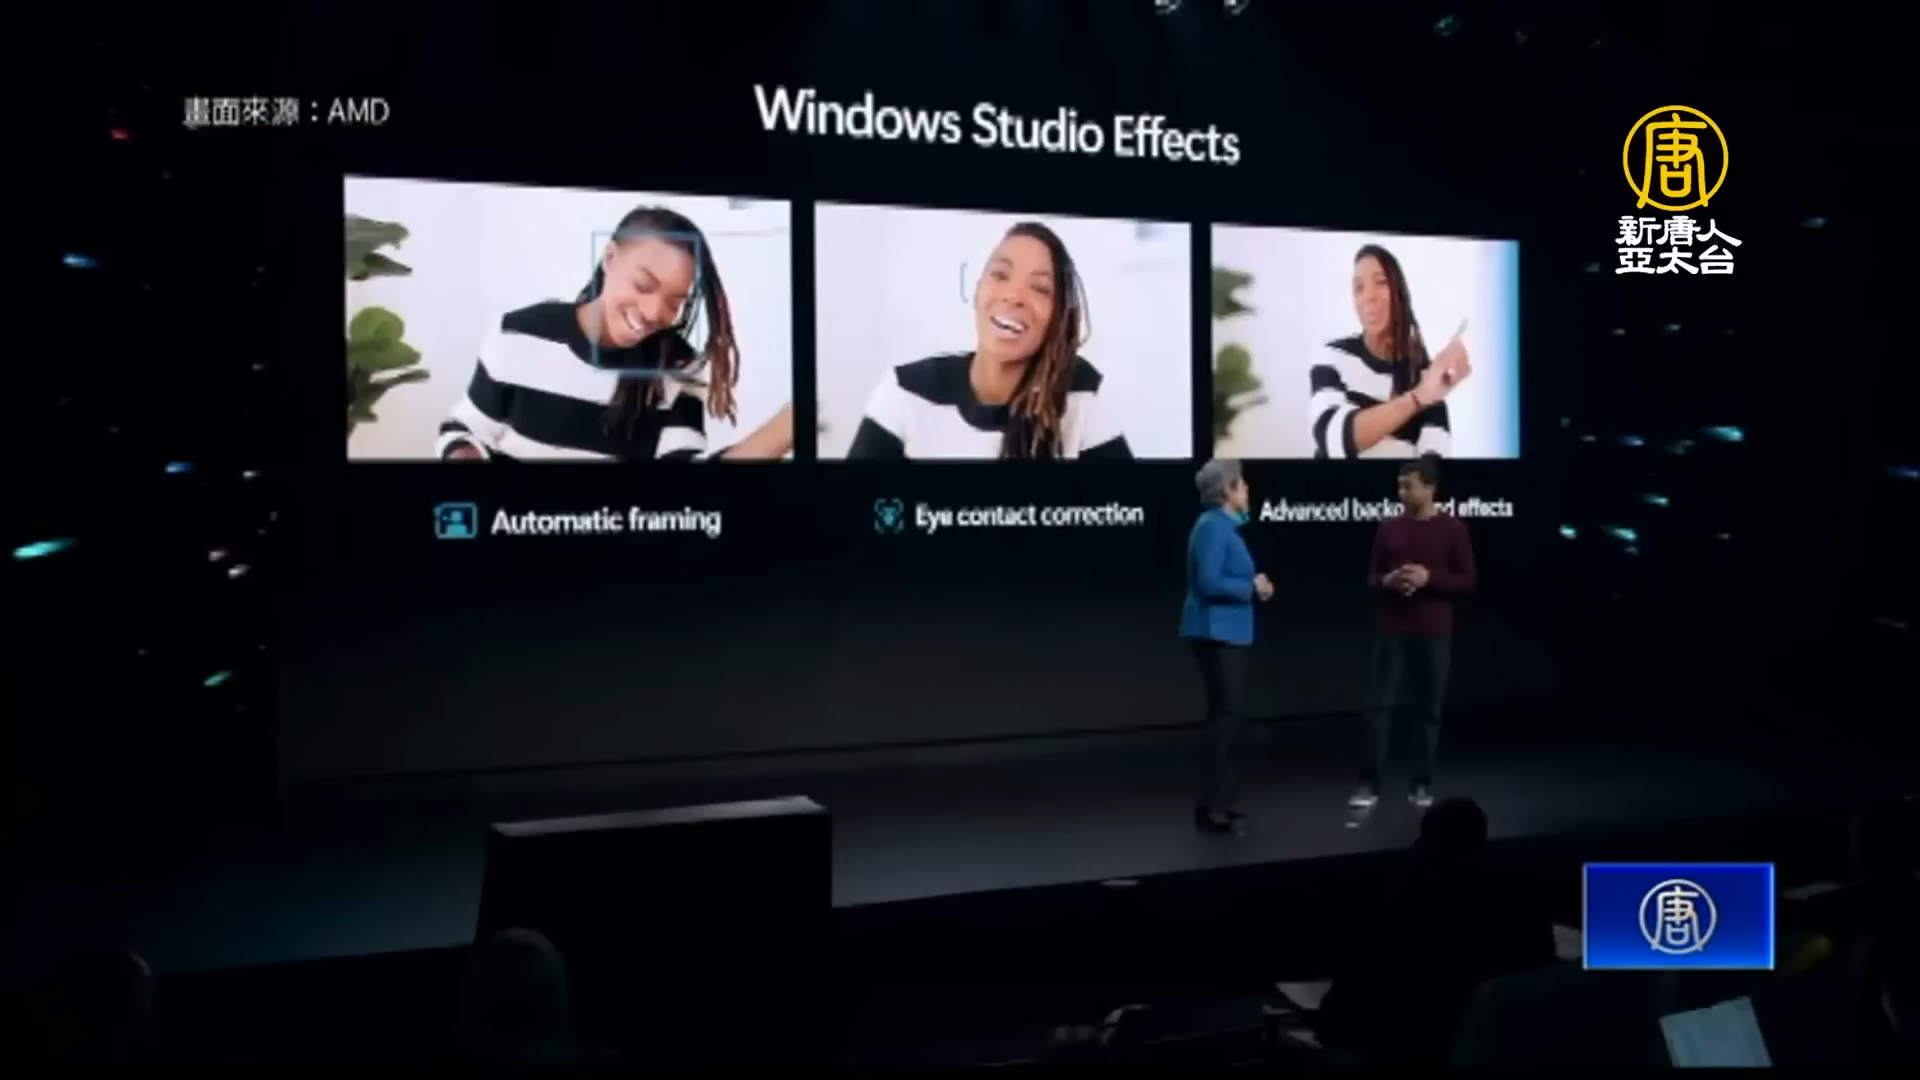 畫面來源：AMD
Windows Studio Effects
唐
新唐人
亞太台
Automatic framing
Eye contact correction
Advanced effects
唐